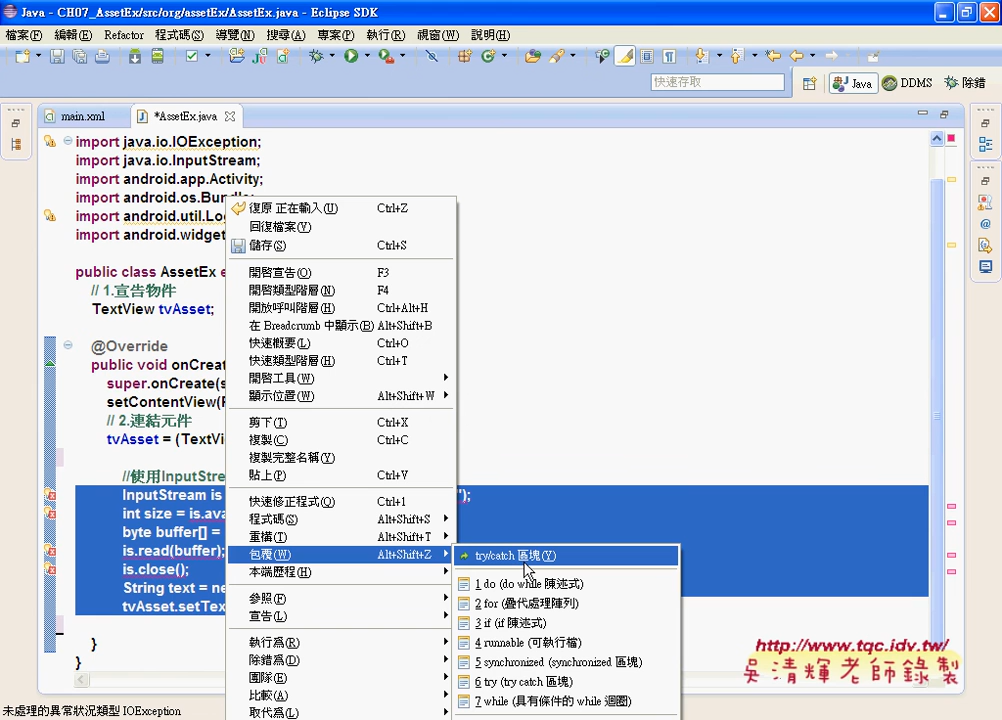 Java - CH07_AssetEx/src/org/assetEx/AssetEx.java - Eclipse SDK
檔案(F) 編輯(E) Refactor 程式碼(S) 導覽(N) 搜尋(A) 專案(P) 執行(R) 視窗(W) 說明(H)
快速存取 Java DDMS 除錯
main.xml *AssetEx.java
import java.io.IOException;
import java.io.InputStream;
import android.app.Activity;
import android.os.Bundle;
import android.util.Lo
import android.widget
public class AssetEx e
// 1.宣告物件
TextView tvAsset;
@Override
public void onCreat
super.onCreate(s
setContentView(R
// 2.連結元件
tvAsset = (TextVi
//使用InputStre
InputStream is ");
int size = is.ava
byte buffer[] =
is.read(buffer);
is.close();
String text = ne
tvAsset.setTex
}
}
復原 正在輸入(U) Ctrl+Z
回復檔案(Y)
儲存(S) Ctrl+S
開啓宣告(O) F3
開啓類型階層(N) F4
開放呼叫階層(H) Ctrl+Alt+H
在 Breadcrumb 中顯示(B) Alt+Shift+B
快速概要(L) Ctrl+O
快速類型階層(H) Ctrl+T
開啓工具(W)
顯示位置(W) Alt+Shift+W
剪下(T) Ctrl+X
複製(C) Ctrl+C
複製完整名稱(Y)
貼上(P) Ctrl+V
快速修正程式(Q) Ctrl+1
程式碼(S) Alt+Shift+S
重構(T) Alt+Shift+T
包覆(W) Alt+Shift+Z
本端歷程(H)
參照(F)
宣告(L)
執行為(R)
除錯為(D)
團隊(E)
比較(A)
取代為(L)
try/catch 區塊(Y)
1 do (do while 陳述式)
2 for (疊代處理陣列)
3 if (if 陳述式)
4 runnable (可執行檔)
5 synchronized (synchronized 區塊)
6 try (try catch 區塊)
7 while (具有條件的 while 迴圈)
http://www.tqc.idv.tw/
吳清輝老師錄製
未處理的異常狀況類型 IOException